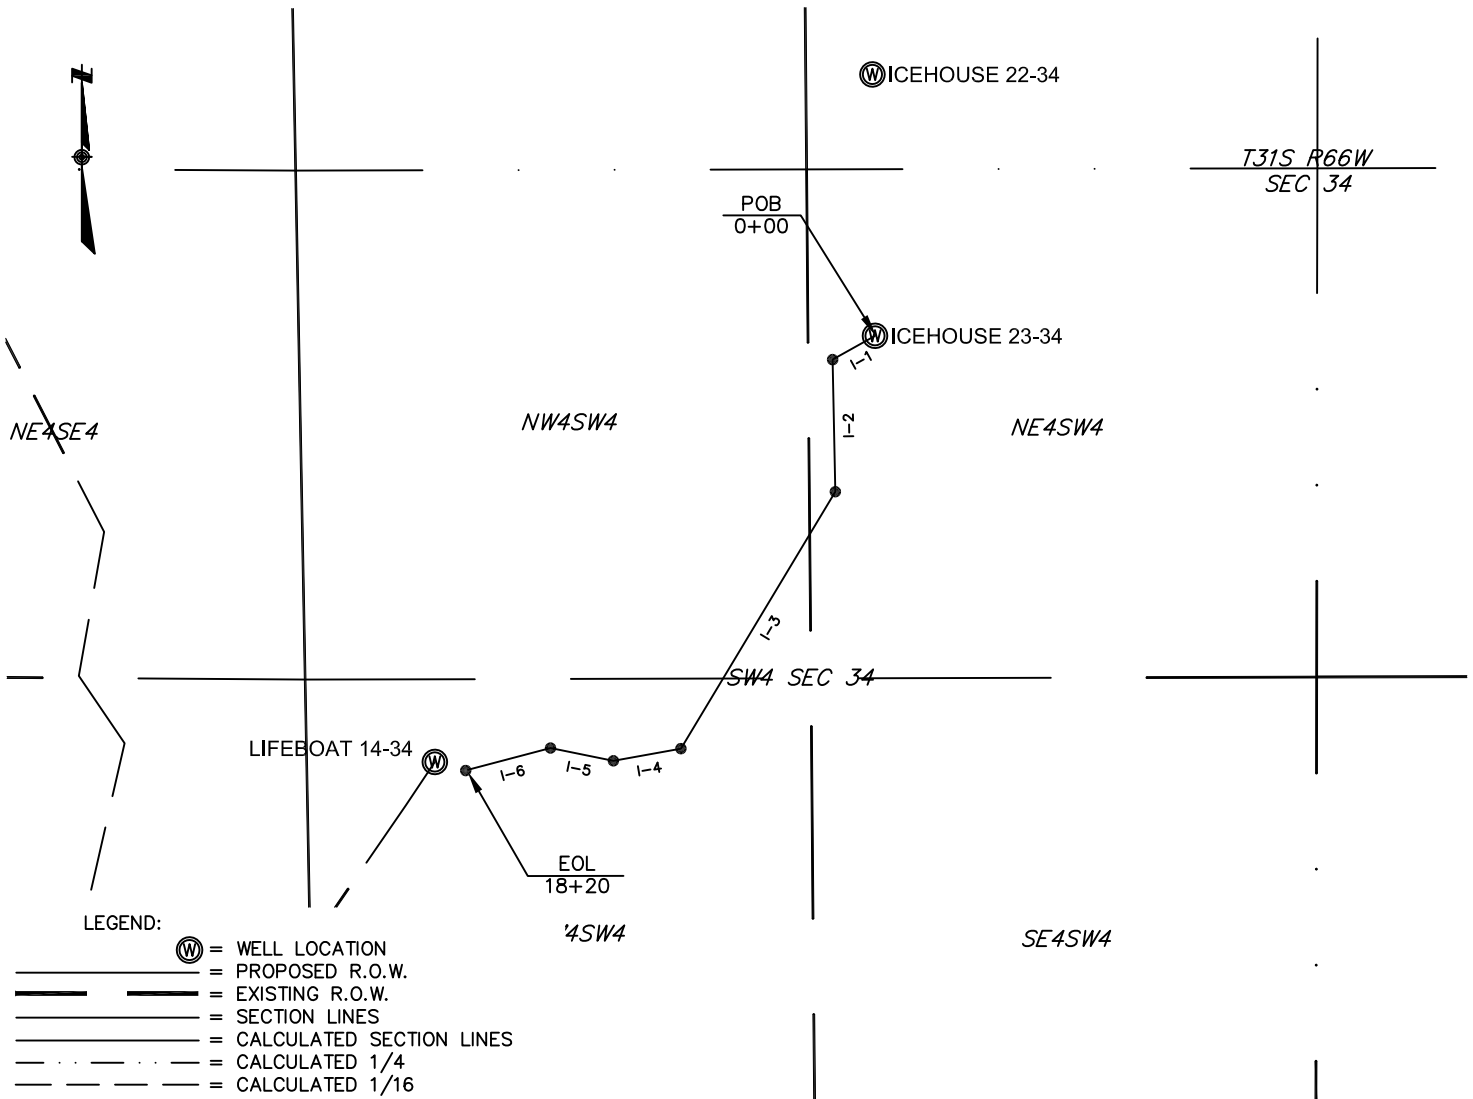 ICEHOUSE 22-34
T31S R66W
SEC 34
POB
0+00
ICEHOUSE 23-34
I-1
I-2
NE4SE4
NW4SW4
NE4SW4
I-3
SW4 SEC 34
LIFEBOAT 14-34
I-6
I-5
I-4
EOL
18+20
'4SW4
SE4SW4
LEGEND:
W = WELL LOCATION
= PROPOSED R.O.W.
= EXISTING R.O.W.
= SECTION LINES
= CALCULATED SECTION LINES
= CALCULATED 1/4
= CALCULATED 1/16
N
W
W
W